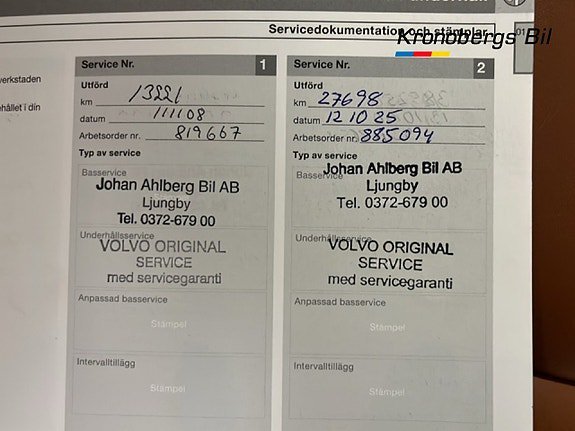 Servicedokumentation och stämplar
Kronobergs Bil
01
verkstaden
hållet i din
Service Nr. 1
Utförd
km 13221
datum 111108
Arbetsorder nr. 819667
Typ av service
Basservice
Johan Ahlberg Bil AB
Ljungby
Tel. 0372-679 00
Underhållsservice
VOLVO ORIGINAL
SERVICE
med servicegaranti
Anpassad basservice
Stämpel
Intervalltillägg
Stämpel
Service Nr. 2
Utförd
km 27698
datum 12 10 25
Arbetsorder nr. 885094
Typ av service
Basservice
Johan Ahlberg Bil AB
Ljungby
Tel. 0372-679 00
Underhållsservice
VOLVO ORIGINAL
SERVICE
med servicegaranti
Anpassad basservice
Stämpel
Intervalltillägg
Stämpel